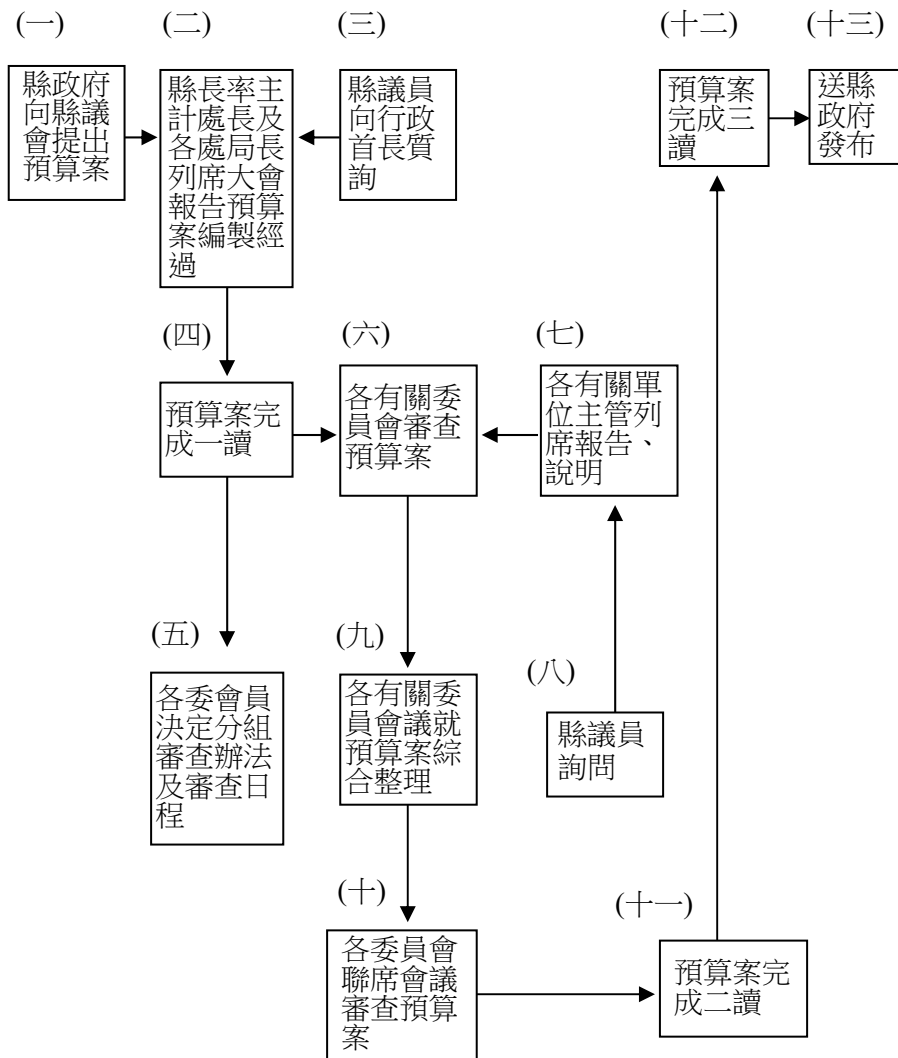 (一)
縣政府
向縣議
會提出
預算案
(二)
縣長率主
計處長及
各處局長
列席大會
報告預算
案編製經
過
(三)
縣議員
向行政
首長質
詢
(十二)
預算案
完成三
讀
(十三)
送縣
政府
發布
(四)
預算案完
成一讀
(六)
各有關委
員會審查
預算案
(七)
各有關單
位主管列
席報告、
說明
(五)
各委會員
決定分組
審查辦法
及審查日
程
(九)
各有關委
員會議就
預算案綜
合整理
(八)
縣議員
詢問
(十)
各委員會
聯席會議
審查預算
案
(十一)
預算案完
成二讀